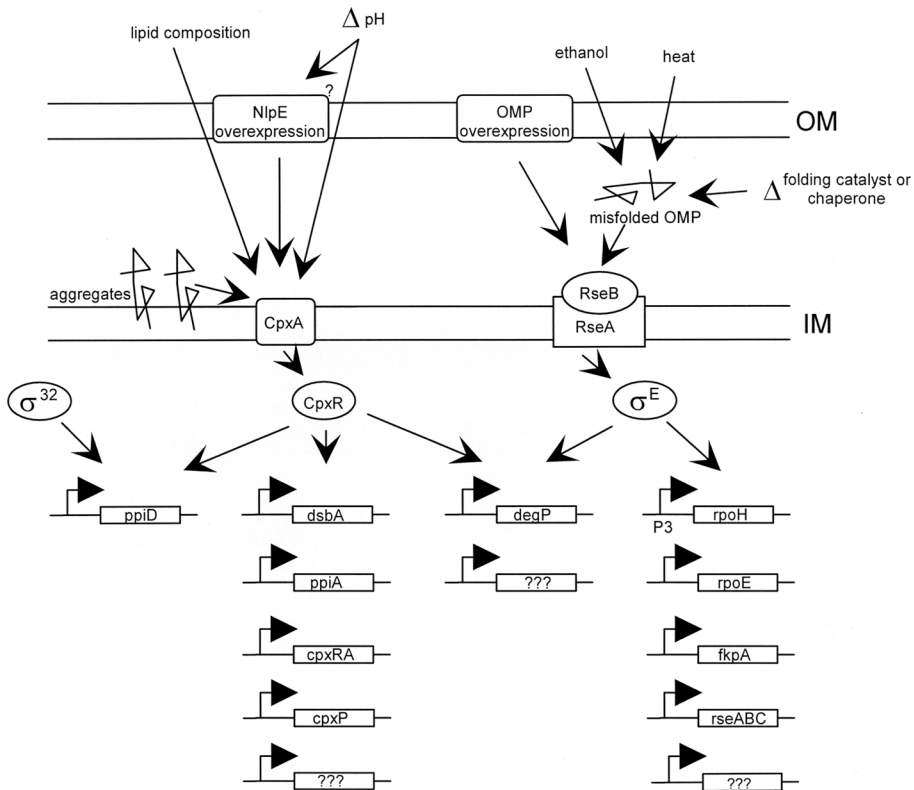 lipid composition
Δ pH
ethanol
heat
?
NlpE
overexpression
OMP
overexpression
OM
Δ folding catalyst or
chaperone
misfolded OMP
aggregates
CpxA
RseB
RseA
IM
σ32
CpxR
σE
ppiD
dsbA
degP
P3
rpoH
ppiA
???
rpoE
cpxRA
fkpA
cpxP
rseABC
???
???